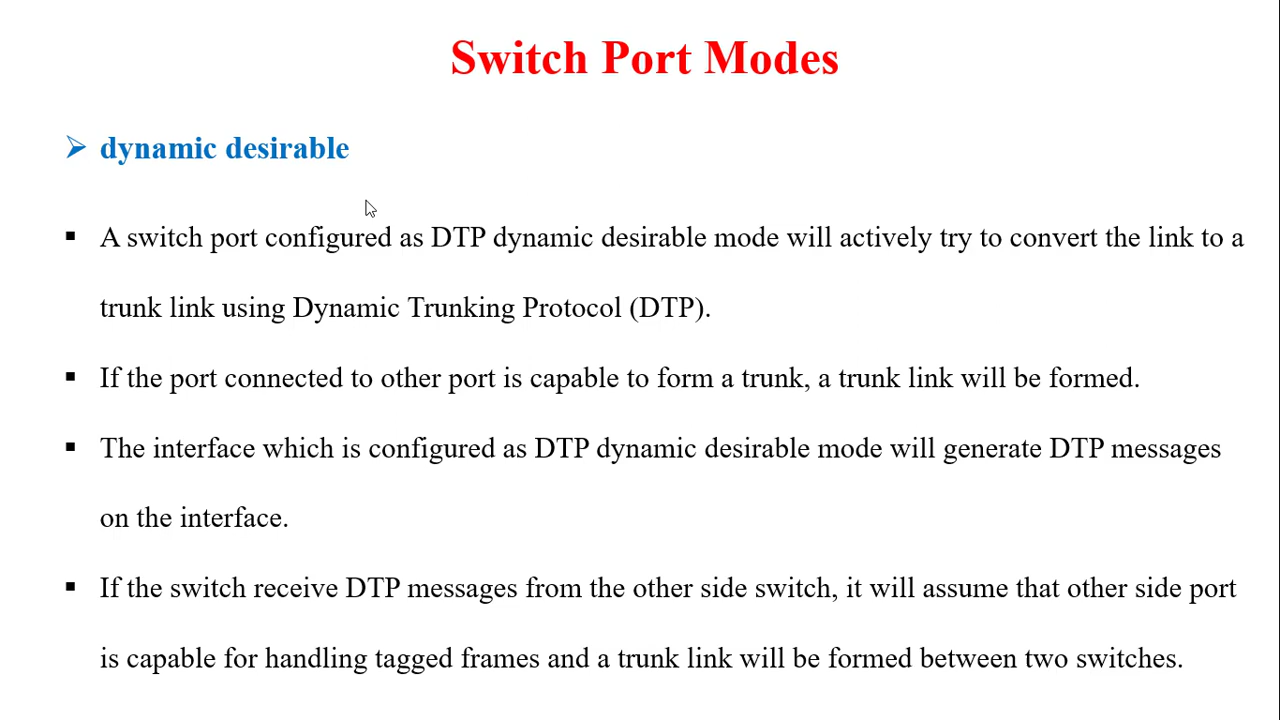 Switch Port Modes
dynamic desirable
A switch port configured as DTP dynamic desirable mode will actively try to convert the link to a
trunk link using Dynamic Trunking Protocol (DTP).
If the port connected to other port is capable to form a trunk, a trunk link will be formed.
The interface which is configured as DTP dynamic desirable mode will generate DTP messages
on the interface.
If the switch receive DTP messages from the other side switch, it will assume that other side port
is capable for handling tagged frames and a trunk link will be formed between two switches.